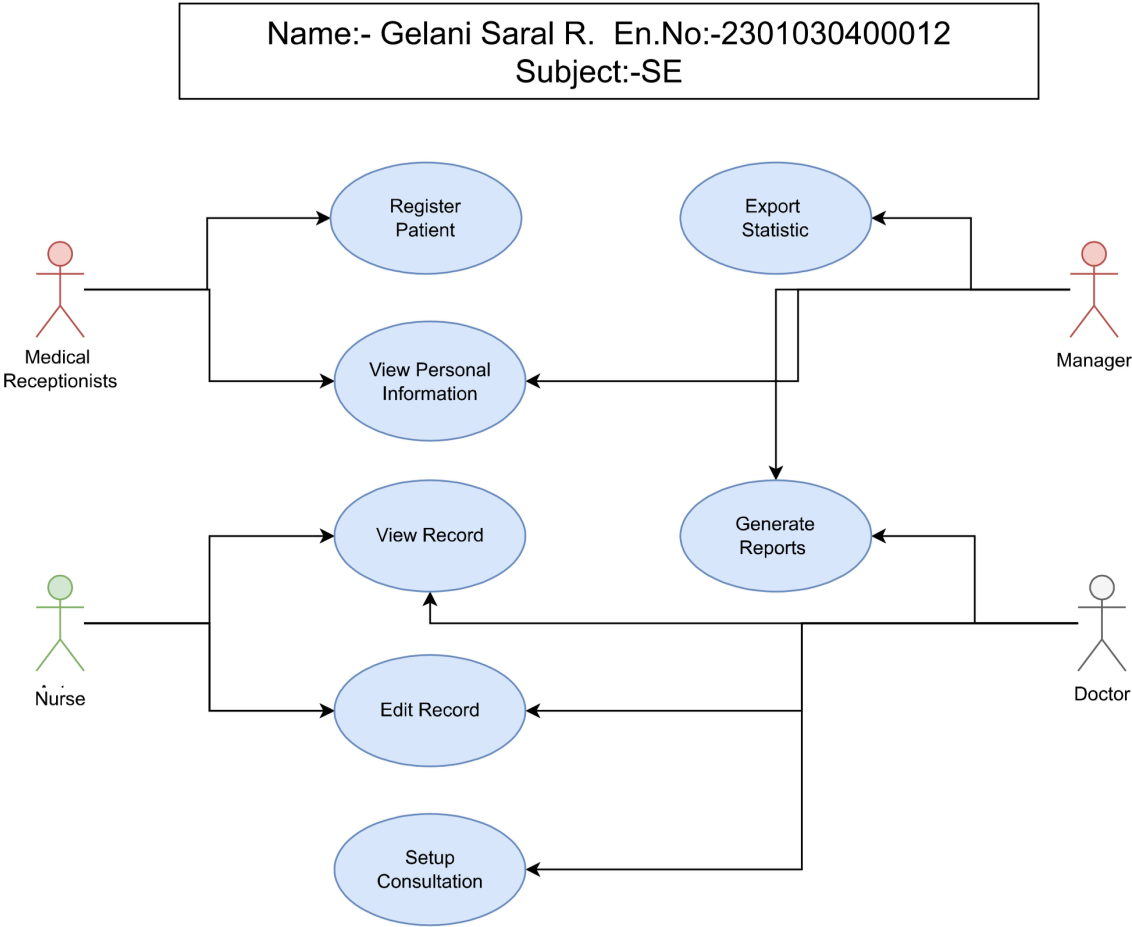 Name:- Gelani Saral R.  En.No:-2301030400012
Subject:-SE
Register
Patient
Export
Statistic
Medical
Receptionists
Manager
View Personal
Information
View Record
Generate
Reports
Nurse
Doctor
Edit Record
Setup
Consultation